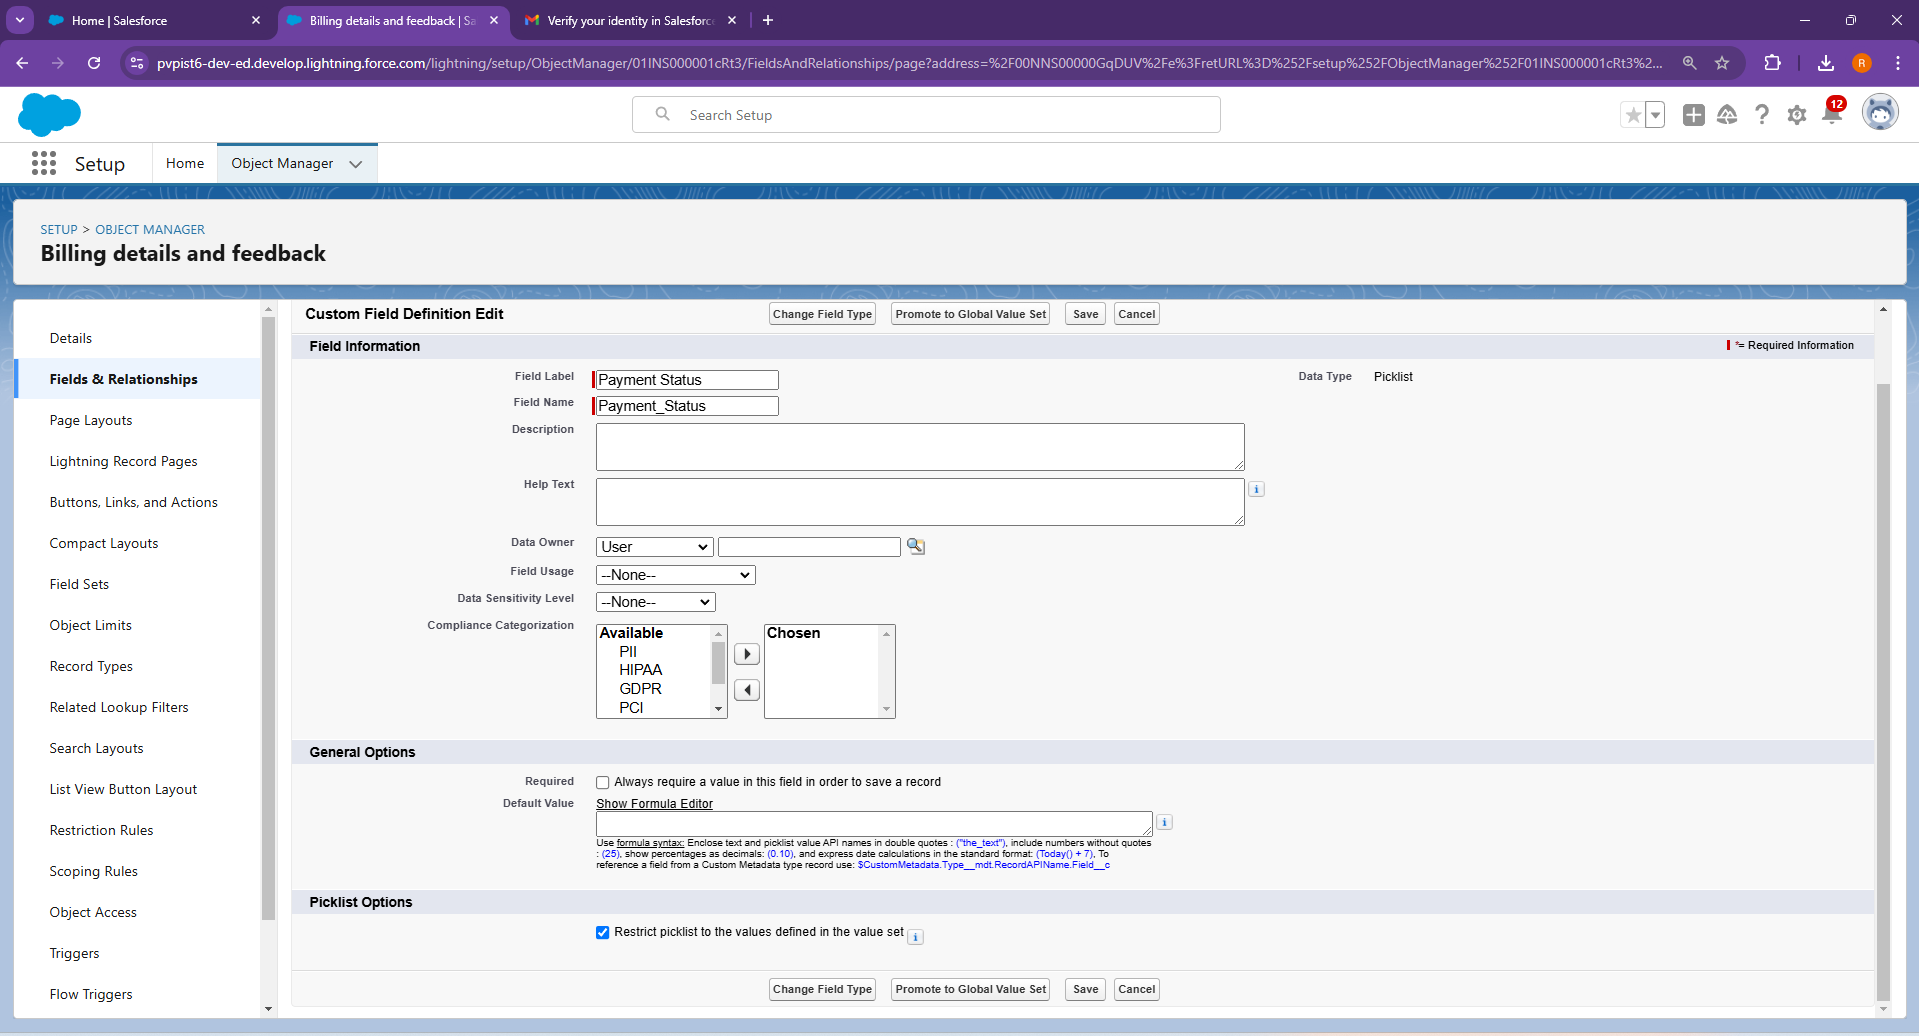 Home | Salesforce
Billing details and feedback | Sa
Verify your identity in Salesforc
pvpist6-dev-ed.develop.lightning.force.com/lightning/setup/ObjectManager/01INS000001cRt3/FieldsAndRelationships/page?address=%2F00NNS00000GqDUV%2Fe%3FretURL%3D%252Fsetup%252FObjectManager%252F01INS000001cRt3%2...
R
Search Setup
12
Setup
Home
Object Manager
SETUP > OBJECT MANAGER
Billing details and feedback
Details
Fields & Relationships
Page Layouts
Lightning Record Pages
Buttons, Links, and Actions
Compact Layouts
Field Sets
Object Limits
Record Types
Related Lookup Filters
Search Layouts
List View Button Layout
Restriction Rules
Scoping Rules
Object Access
Triggers
Flow Triggers
Custom Field Definition Edit
Change Field Type
Promote to Global Value Set
Save
Cancel
Field Information
*= Required Information
Field Label
Payment Status
Data Type
Picklist
Field Name
Payment_Status
Description
Help Text
Data Owner
User
Field Usage
--None--
Data Sensitivity Level
--None--
Compliance Categorization
Available
PII
HIPAA
GDPR
PCI
Chosen
General Options
Required
Always require a value in this field in order to save a record
Default Value
Show Formula Editor
Use formula syntax: Enclose text and picklist value API names in double quotes : ("the_text"), include numbers without quotes
: (25), show percentages as decimals: (0.10), and express date calculations in the standard format: (Today() + 7), To
reference a field from a Custom Metadata type record use: $CustomMetadata.Type__mdt.RecordAPIName.Field__c
Picklist Options
Restrict picklist to the values defined in the value set
Change Field Type
Promote to Global Value Set
Save
Cancel